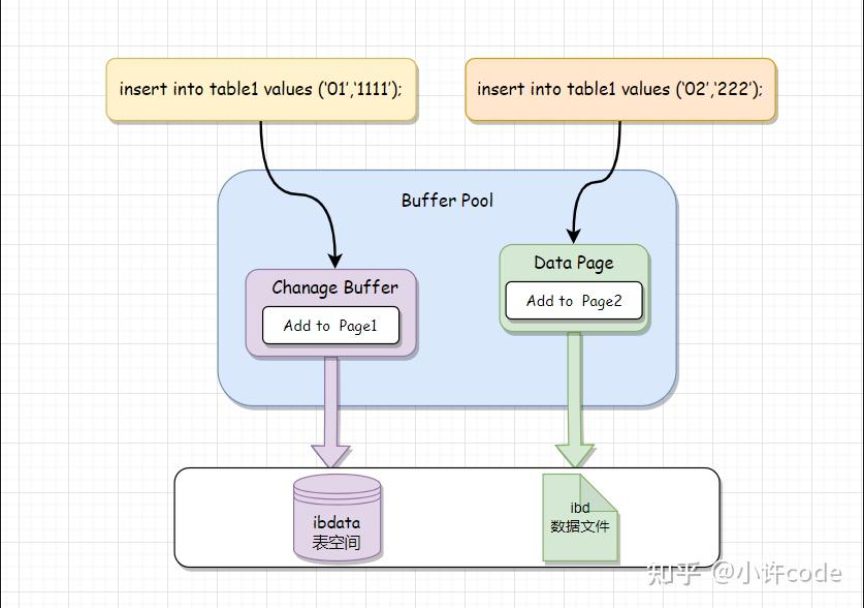 insert into table1 values (‘01’,‘1111’);
insert into table1 values (‘02’,‘222’);
Buffer Pool
Chanage Buffer
Add to Page1
Data Page
Add to Page2
ibdata
表空间
ibd
数据文件
知乎 @小许code